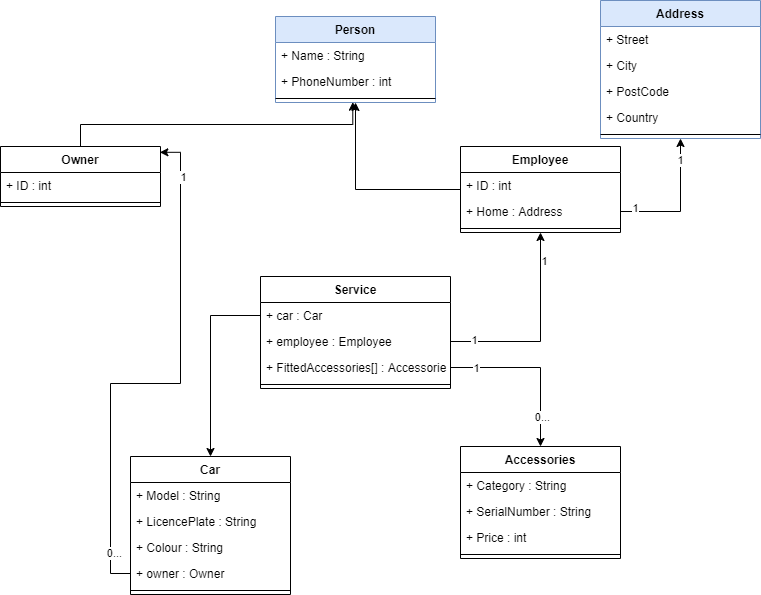 Address
+ Street
+ City
+ PostCode
+ Country
Person
+ Name : String
+ PhoneNumber : int
Owner
+ ID : int
Employee
+ ID : int
+ Home : Address
1
1
1
Service
+ car : Car
+ employee : Employee
+ FittedAccessories[] : Accessorie
1
1
1
0...
Car
+ Model : String
+ LicencePlate : String
+ Colour : String
+ owner : Owner
0...
Accessories
+ Category : String
+ SerialNumber : String
+ Price : int